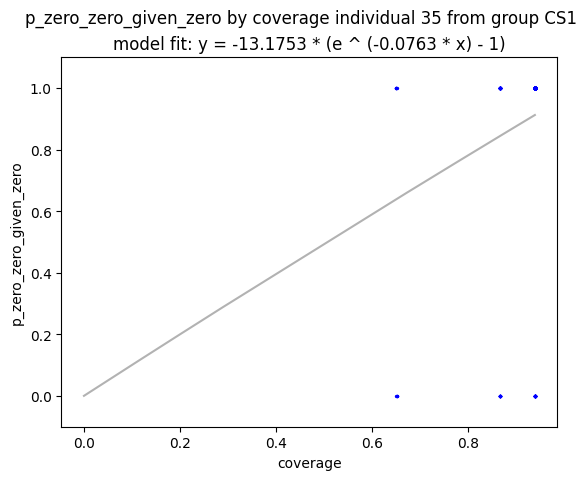 p_zero_zero_given_zero by coverage individual 35 from group CS1
model fit: y = -13.1753 * (e ^ (-0.0763 * x) - 1)
1.0
0.8
0.6
0.4
0.2
0.0
p_zero_zero_given_zero
0.0 0.2 0.4 0.6 0.8
coverage